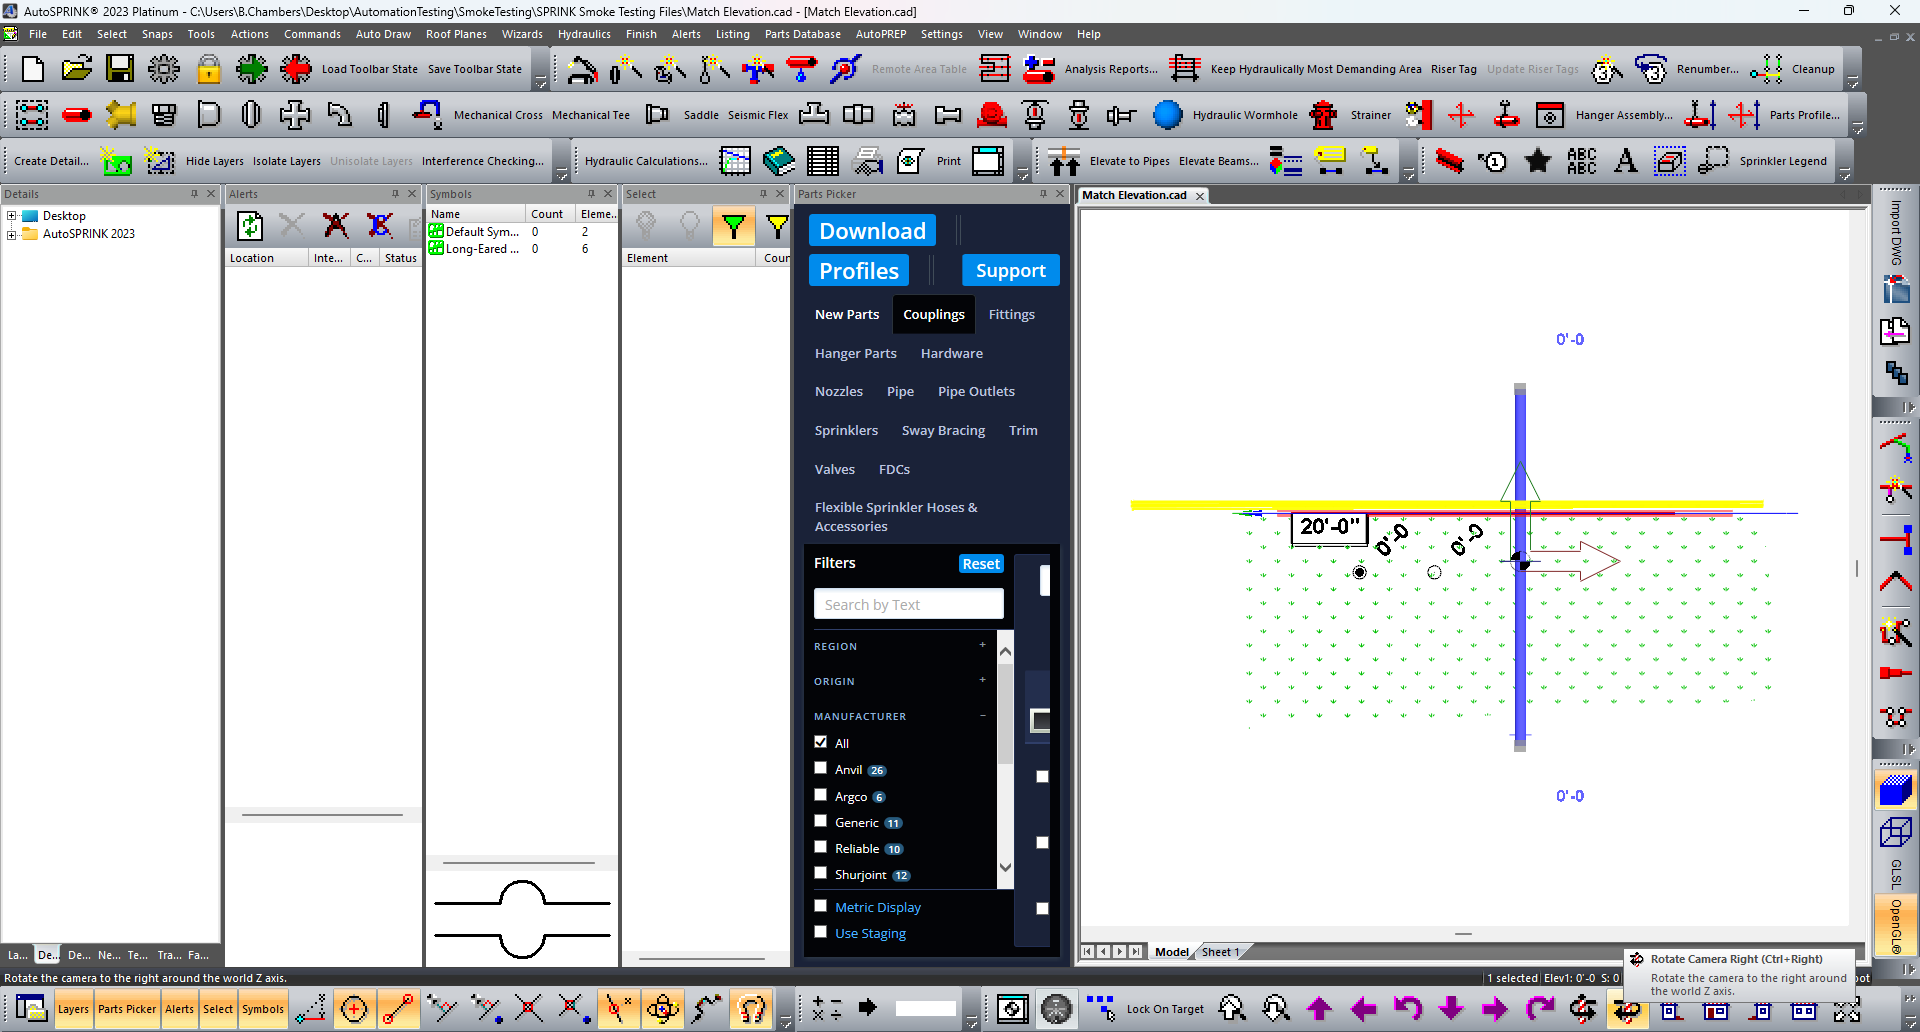 AutoSPRINK® 2023 Platinum - C:\Users\B.Chambers\Desktop\AutomationTesting\SmokeTesting\SPRINK Smoke Testing Files\Match Elevation.cad - [Match Elevation.cad]
File Edit Select Snaps Tools Actions Commands Auto Draw Roof Planes Wizards Hydraulics Finish Alerts Listing Parts Database AutoPREP Settings View Window Help
Load Toolbar State Save Toolbar State Remote Area Table Analysis Reports... Keep Hydraulically Most Demanding Area Riser Tag Update Riser Tags Renumber... Cleanup
Mechanical Cross Mechanical Tee Saddle Seismic Flex Hydraulic Wormhole Strainer Hanger Assembly... Parts Profile...
Create Detail... Hide Layers Isolate Layers Unisolate Layers Interference Checking... Hydraulic Calculations... Print Elevate to Pipes Elevate Beams... ABC ABC Sprinkler Legend
Details Alerts Symbols Select Parts Picker Match Elevation.cad
Desktop
AutoSPRINK 2023
Location Inte... C... Status
Name Count Eleme..
Default Sym... 0 2
Long-Eared ... 0 6
Element Coun
Download
Profiles Support
New Parts Couplings Fittings
Hanger Parts Hardware
Nozzles Pipe Pipe Outlets
Sprinklers Sway Bracing Trim
Valves FDCs
Flexible Sprinkler Hoses &
Accessories
Filters Reset
Search by Text
REGION +
ORIGIN +
MANUFACTURER −
All
Anvil 26
Argco 6
Generic 11
Reliable 10
Shurjoint 12
Metric Display
Use Staging
0'-0
20'-0" 0'-0 0'-0
0'-0
Import DWG
GLSL
OpenGL®
La... De... De... Ne... Te... Tra... Fa...
Model Sheet 1
Rotate Camera Right (Ctrl+Right)
Rotate the camera to the right around
the world Z axis.
Rotate the camera to the right around the world Z axis.
1 selected Elev1: 0'-0 S: 0 oot
Layers Parts Picker Alerts Select Symbols Lock On Target